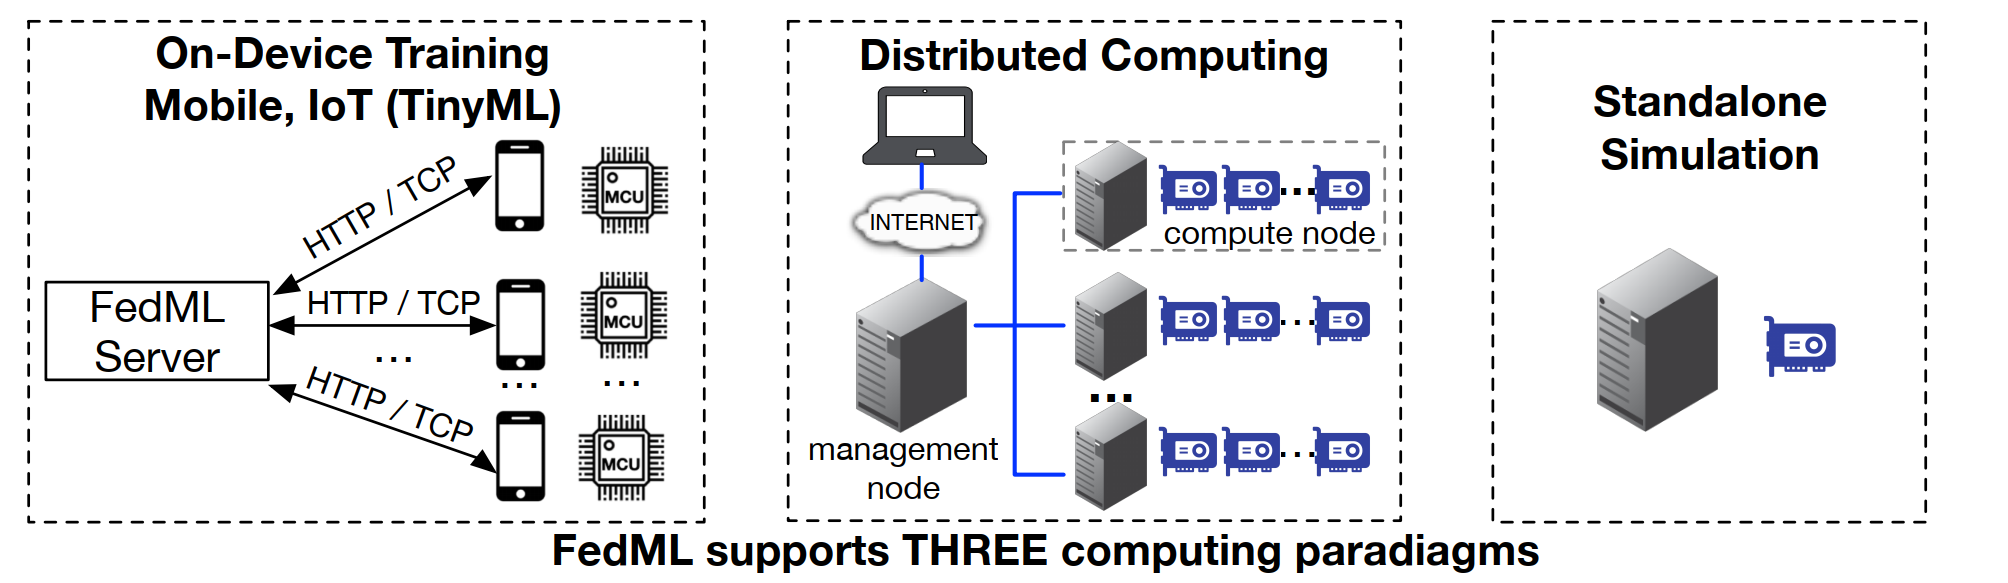 On-Device Training
Mobile, IoT (TinyML)
HTTP / TCP
MCU
FedML
Server
HTTP / TCP
MCU
...
... ...
HTTP / TCP
MCU
Distributed Computing
INTERNET
...
compute node
...
...
...
management
node
Standalone
Simulation
FedML supports THREE computing paradiagms